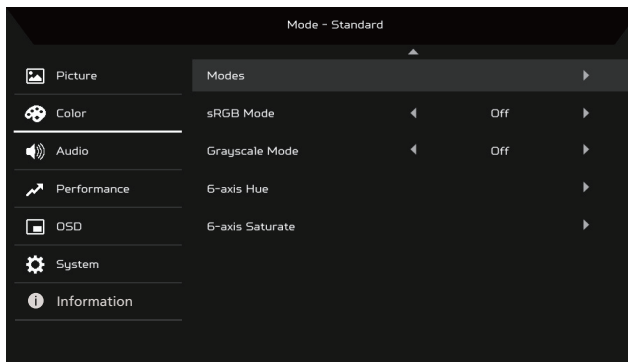 Mode - Standard
Picture
Modes
Color
sRGB Mode Off
Audio
Grayscale Mode Off
Performance
6-axis Hue
OSD
6-axis Saturate
System
Information